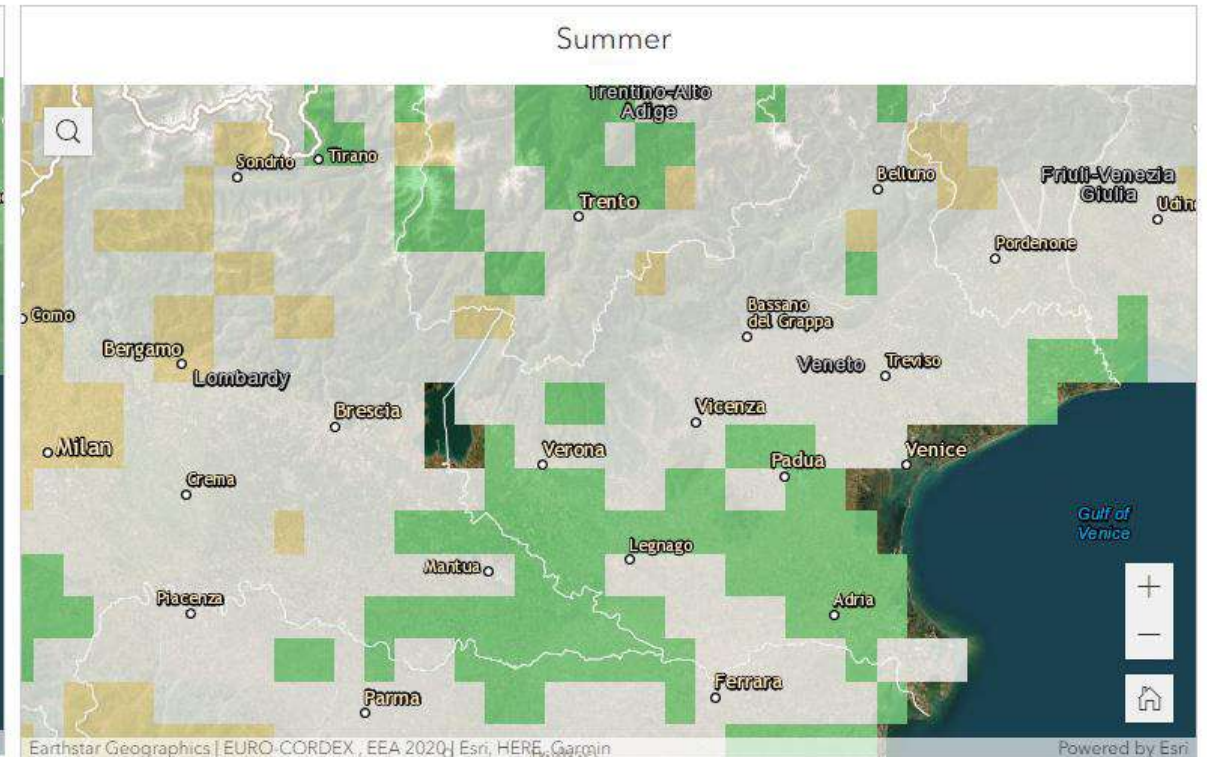 Summer
Trentino-Alto
Adige
Sondrio
Tirano
Belluno
Friuli-Venezia
Giulia
Trento
Udin
Pordenone
Como
Bassano
del Grappa
Bergamo
Veneto
Treviso
Lombardy
Brescia
Vicenza
Milan
Verona
Padua
Venice
Crema
Gulf of
Venice
Legnago
Mantua
Piacenza
Adria
Ferrara
Parma
Earthstar Geographics | EURO-CORDEX , EEA 2020 | Esri, HERE, Garmin
Powered by Esri